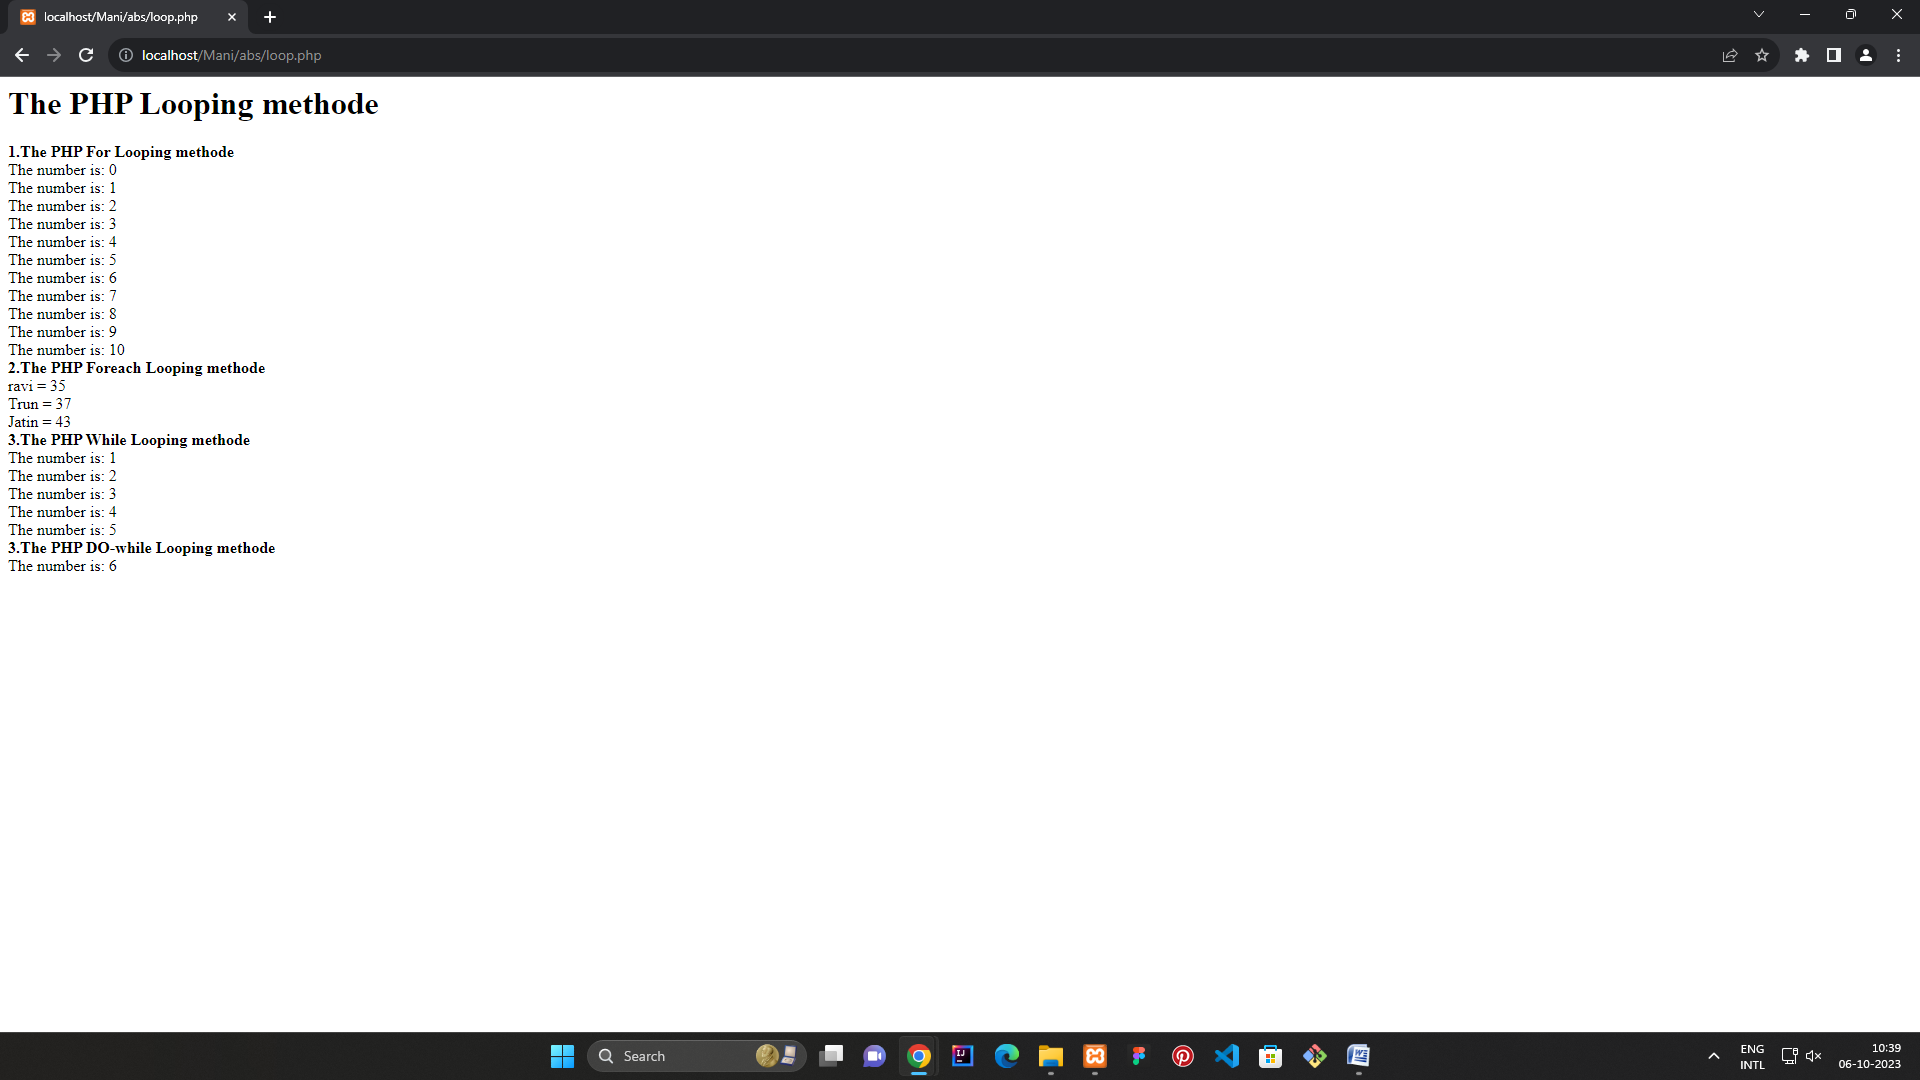 localhost/Mani/abs/loop.php
localhost/Mani/abs/loop.php
The PHP Looping methode
1.The PHP For Looping methode
The number is: 0
The number is: 1
The number is: 2
The number is: 3
The number is: 4
The number is: 5
The number is: 6
The number is: 7
The number is: 8
The number is: 9
The number is: 10
2.The PHP Foreach Looping methode
ravi = 35
Trun = 37
Jatin = 43
3.The PHP While Looping methode
The number is: 1
The number is: 2
The number is: 3
The number is: 4
The number is: 5
3.The PHP DO-while Looping methode
The number is: 6
Search
ENG
INTL
10:39
06-10-2023